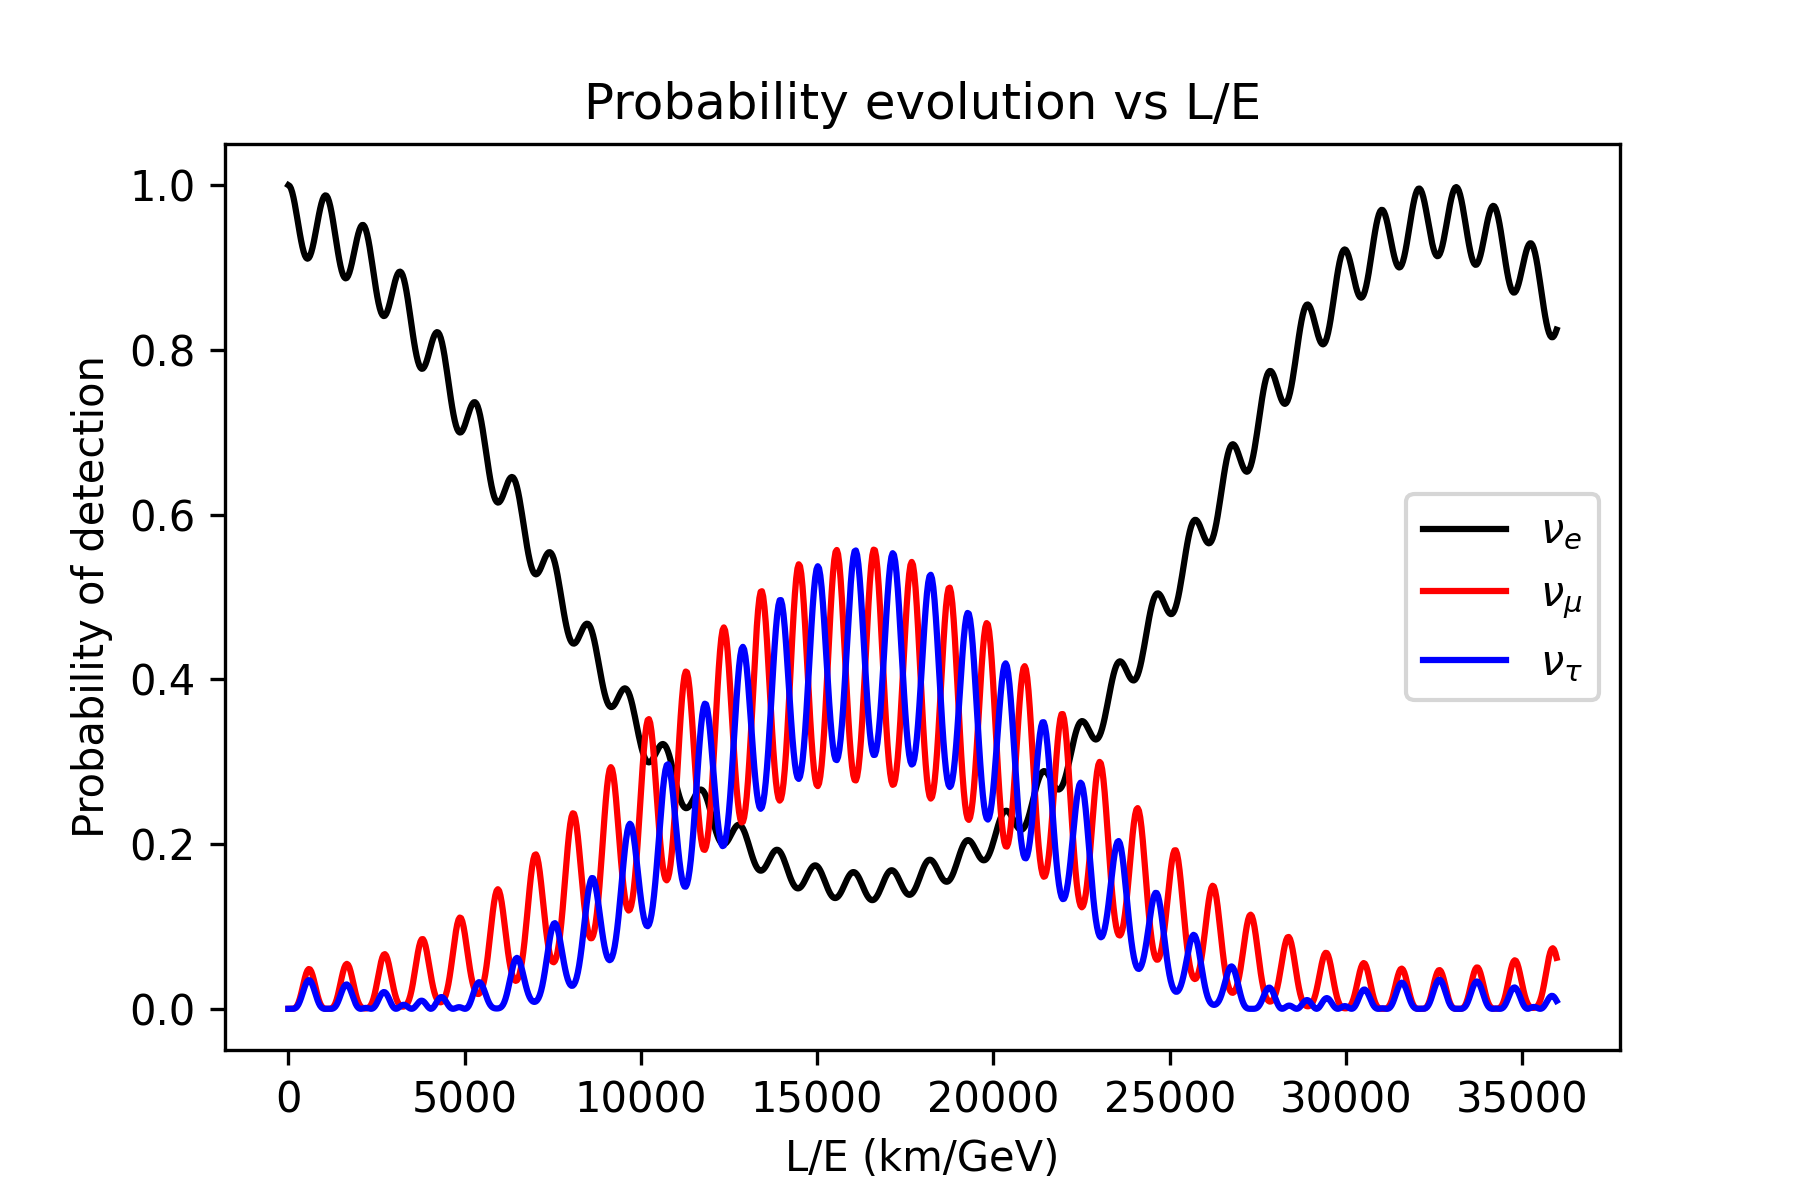 Probability evolution vs L/E
Probability of detection
1.0
0.8
0.6
0.4
0.2
0.0
ν_e
ν_μ
ν_τ
0 5000 10000 15000 20000 25000 30000 35000
L/E (km/GeV)